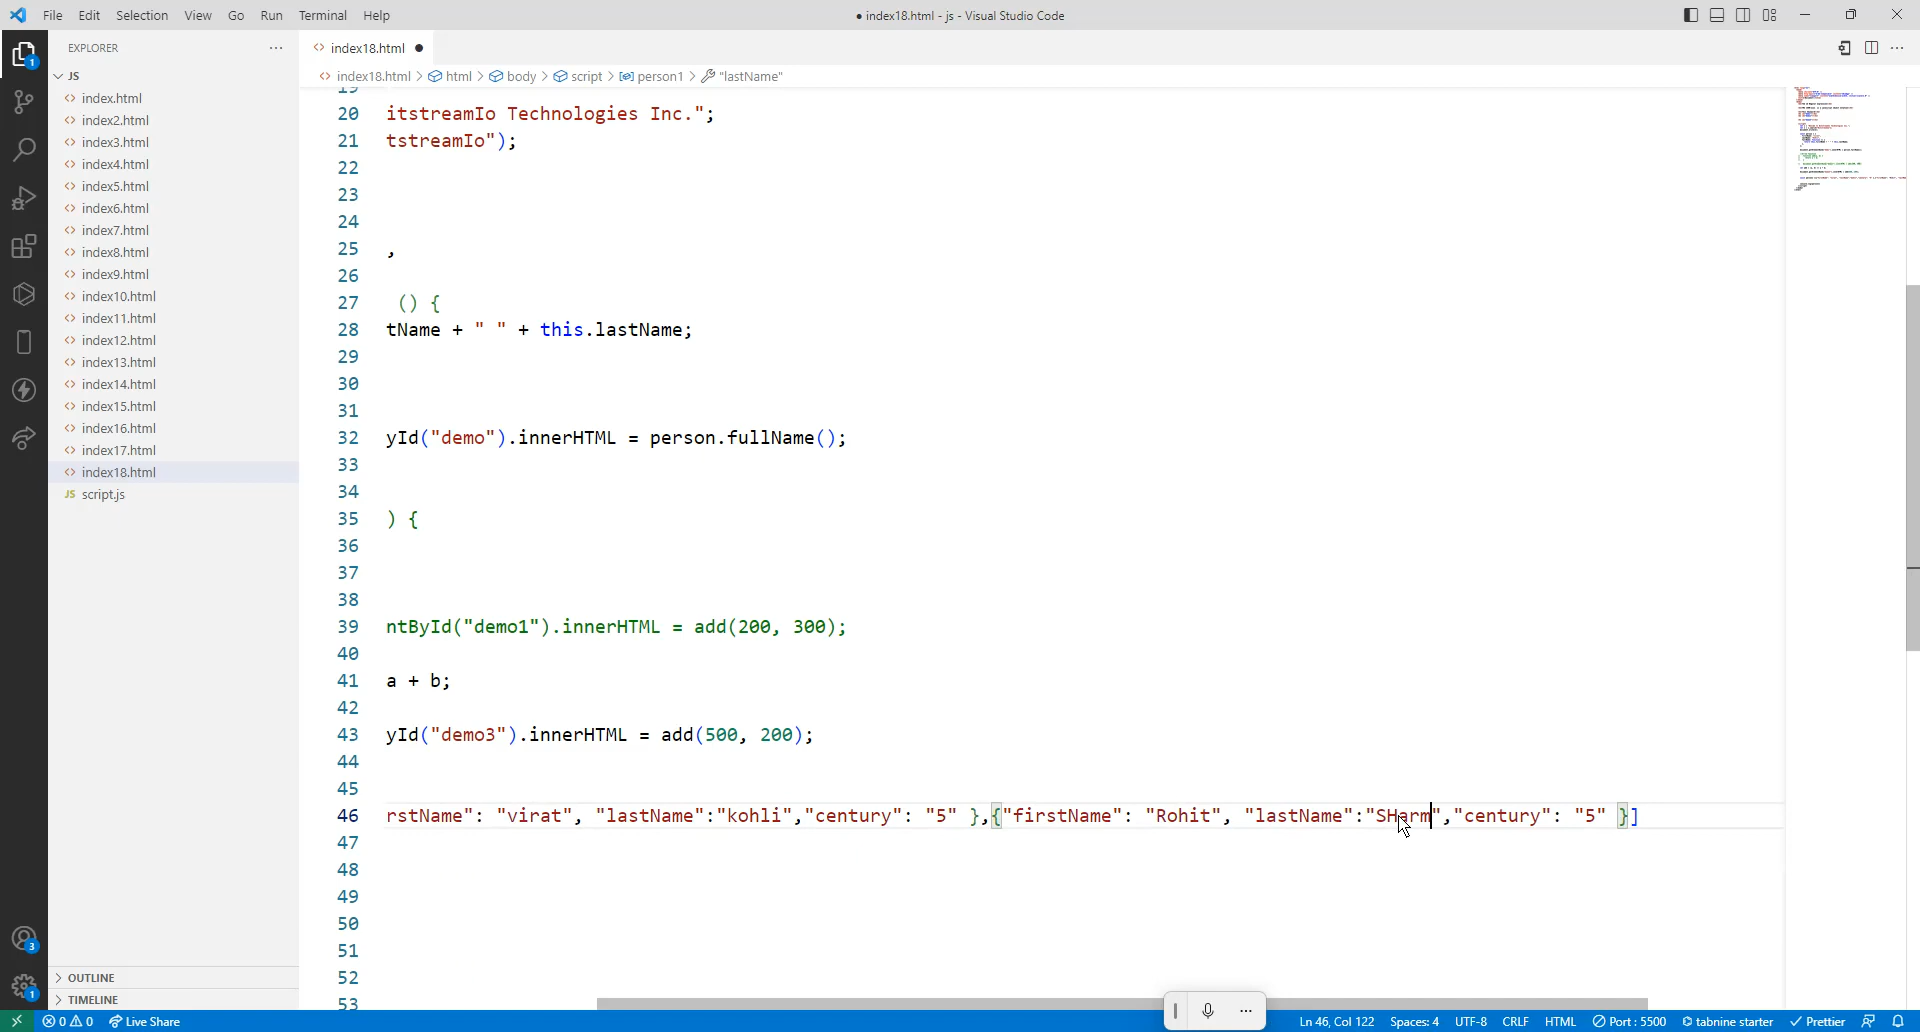 File Edit Selection View Go Run Terminal Help
● index18.html - js - Visual Studio Code
EXPLORER
JS
index.html
index2.html
index3.html
index4.html
index5.html
index6.html
index7.html
index8.html
index9.html
index10.html
index11.html
index12.html
index13.html
index14.html
index15.html
index16.html
index17.html
index18.html
JS script.js
OUTLINE
TIMELINE
1
3
1
index18.html ●
index18.html > html > body > script > person1 > "lastName"
19
20 itstreamIo Technologies Inc.";
21 tstreamIo");
22
23
24
25 ,
26
27 () {
28 tName + " " + this.lastName;
29
30
31
32 yId("demo").innerHTML = person.fullName();
33
34
35 ) {
36
37
38
39 ntById("demo1").innerHTML = add(200, 300);
40
41 a + b;
42
43 yId("demo3").innerHTML = add(500, 200);
44
45
46 rstName": "virat", "lastName":"kohli","century": "5" },{"firstName": "Rohit", "lastName":"SHarm","century": "5" }]
47
48
49
50
51
52
53
0 0 Live Share
Ln 46, Col 122 Spaces: 4 UTF-8 CRLF HTML Port : 5500 tabnine starter Prettier